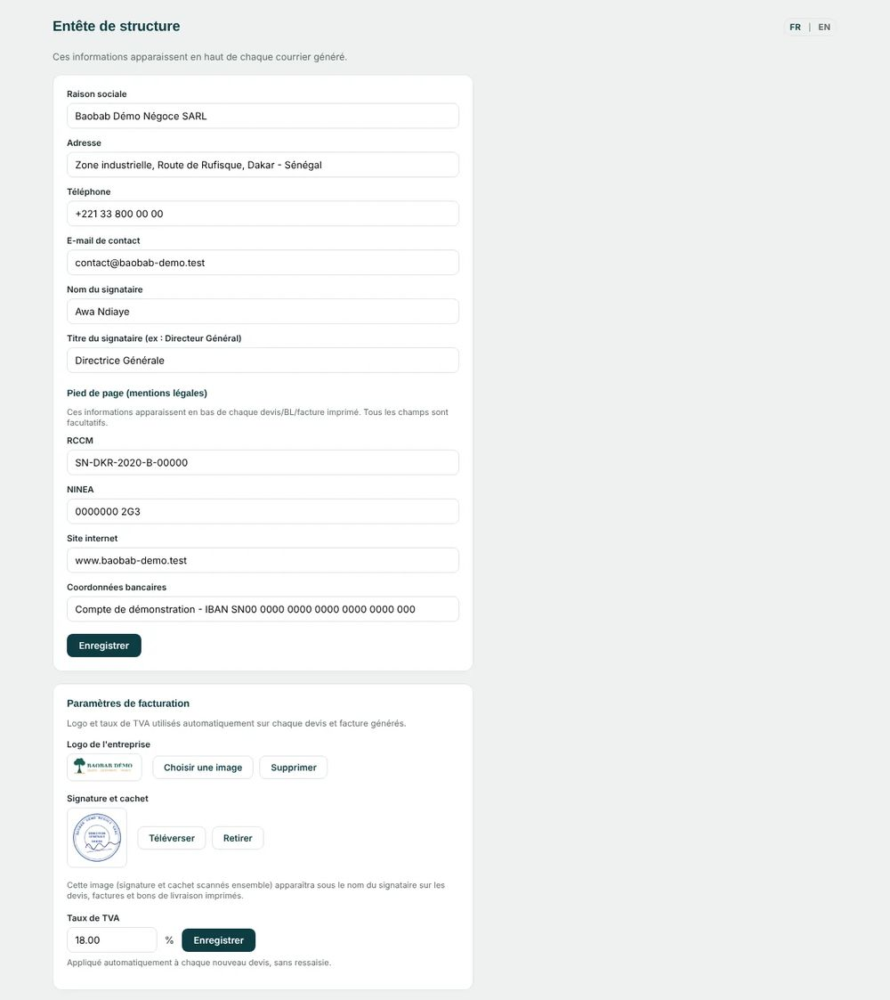 Entête de structure
FR | EN
Ces informations apparaissent en haut de chaque courrier généré.
Raison sociale
Baobab Démo Négoce SARL
Adresse
Zone industrielle, Route de Rufisque, Dakar - Sénégal
Téléphone
+221 33 800 00 00
E-mail de contact
contact@baobab-demo.test
Nom du signataire
Awa Ndiaye
Titre du signataire (ex : Directeur Général)
Directrice Générale
Pied de page (mentions légales)
Ces informations apparaissent en bas de chaque devis/BL/facture imprimé. Tous les champs sont
facultatifs.
RCCM
SN-DKR-2020-B-00000
NINEA
0000000 2G3
Site internet
www.baobab-demo.test
Coordonnées bancaires
Compte de démonstration - IBAN SN00 0000 0000 0000 0000 0000 000
Enregistrer
Paramètres de facturation
Logo et taux de TVA utilisés automatiquement sur chaque devis et facture générés.
Logo de l'entreprise
BAOBAB DÉMO
Choisir une image
Supprimer
Signature et cachet
Téléverser
Retirer
Cette image (signature et cachet scannés ensemble) apparaîtra sous le nom du signataire sur les
devis, factures et bons de livraison imprimés.
Taux de TVA
18.00 %
Enregistrer
Appliqué automatiquement à chaque nouveau devis, sans ressaisie.